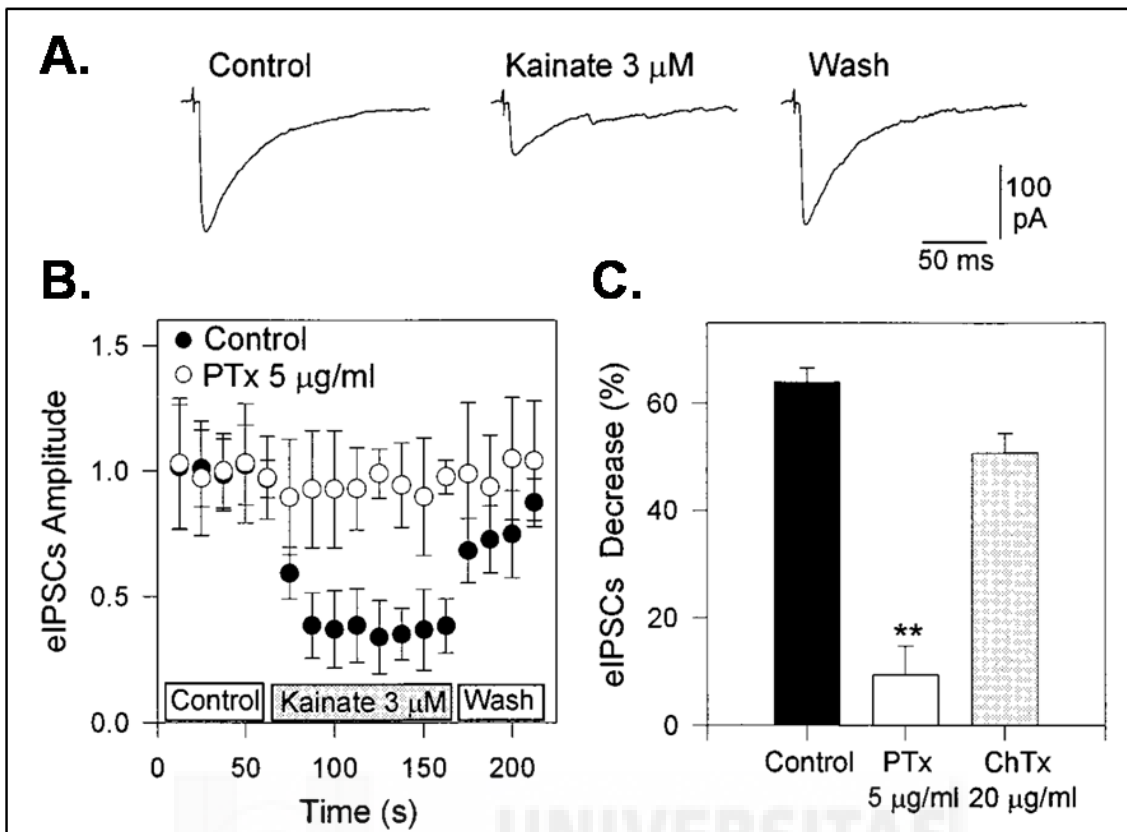 A.
Control
Kainate 3 μM
Wash
100
pA
50 ms
B.
1.5
1.0
0.5
0.0
eIPSCs Amplitude
Control
PTx 5 μg/ml
Control
Kainate 3 μM
Wash
0
50
100
150
200
Time (s)
C.
60
40
20
0
eIPSCs Decrease (%)
**
Control
PTx
ChTx
5 μg/ml
20 μg/ml
UNIVERSITAT